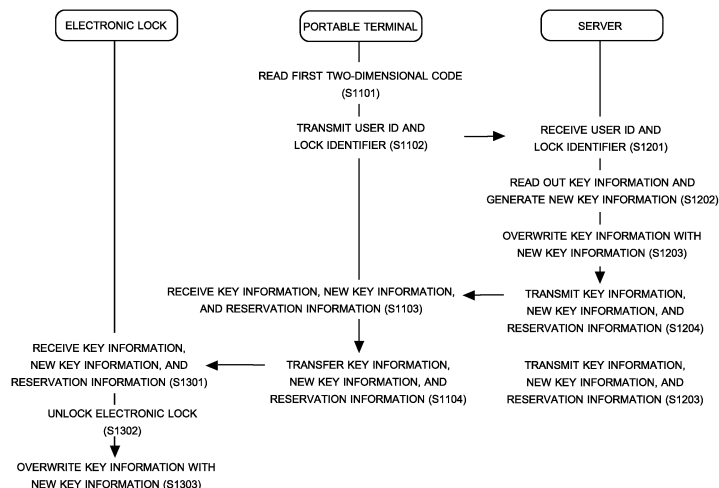 ELECTRONIC LOCK
PORTABLE TERMINAL
SERVER
READ FIRST TWO-DIMENSIONAL CODE
(S1101)
TRANSMIT USER ID AND
LOCK IDENTIFIER (S1102)
RECEIVE USER ID AND
LOCK IDENTIFIER (S1201)
READ OUT KEY INFORMATION AND
GENERATE NEW KEY INFORMATION (S1202)
OVERWRITE KEY INFORMATION WITH
NEW KEY INFORMATION (S1203)
RECEIVE KEY INFORMATION, NEW KEY INFORMATION,
AND RESERVATION INFORMATION (S1103)
TRANSMIT KEY INFORMATION,
NEW KEY INFORMATION, AND
RESERVATION INFORMATION (S1204)
RECEIVE KEY INFORMATION,
NEW KEY INFORMATION, AND
RESERVATION INFORMATION (S1301)
TRANSFER KEY INFORMATION,
NEW KEY INFORMATION, AND
RESERVATION INFORMATION (S1104)
TRANSMIT KEY INFORMATION,
NEW KEY INFORMATION, AND
RESERVATION INFORMATION (S1203)
UNLOCK ELECTRONIC LOCK
(S1302)
OVERWRITE KEY INFORMATION WITH
NEW KEY INFORMATION (S1303)